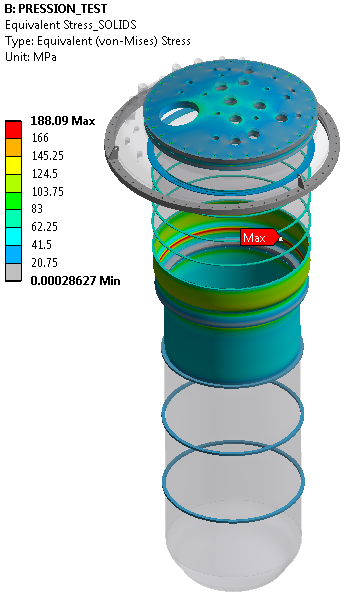 B: PRESSION_TEST
Equivalent Stress_SOLIDS
Type: Equivalent (von-Mises) Stress
Unit: MPa
188.09 Max
166
145.25
124.5
103.75
83
62.25
41.5
20.75
0.00028627 Min
Max